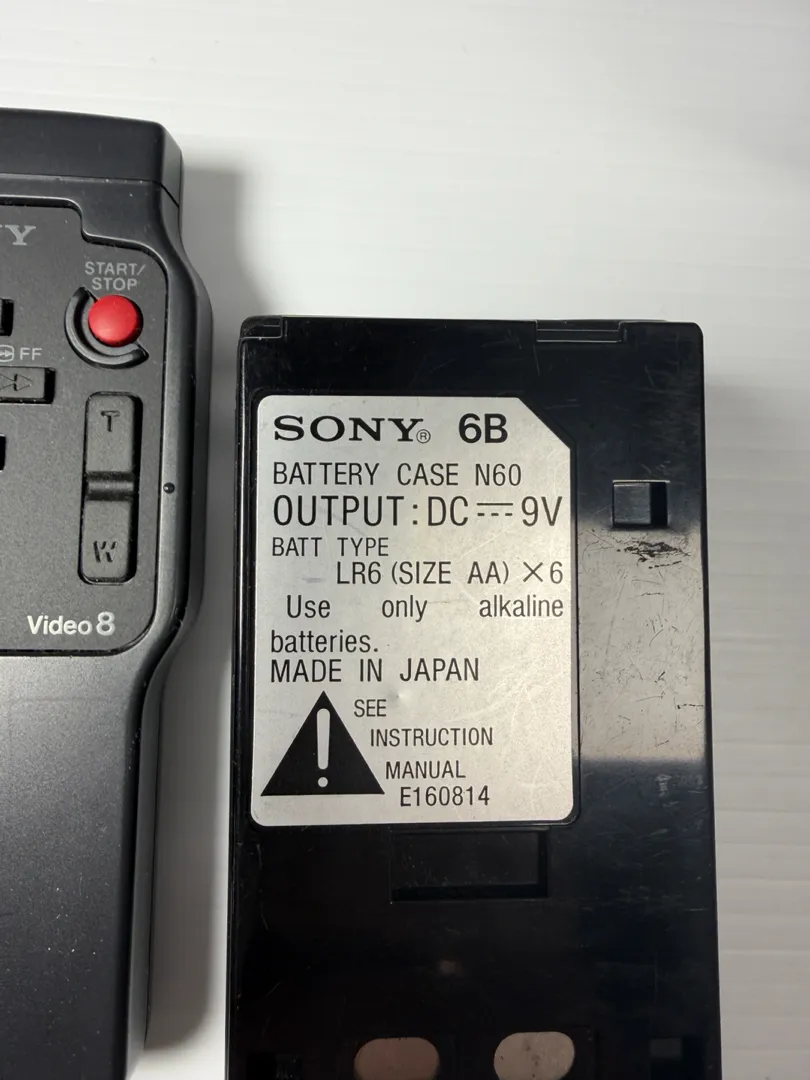 Y
START/
STOP
FF
T
W
Video 8
SONY® 6B
BATTERY CASE N60
OUTPUT : DC ⎓ 9V
BATT TYPE
LR6 (SIZE AA) ×6
Use only alkaline
batteries.
MADE IN JAPAN
SEE
INSTRUCTION
MANUAL
E160814